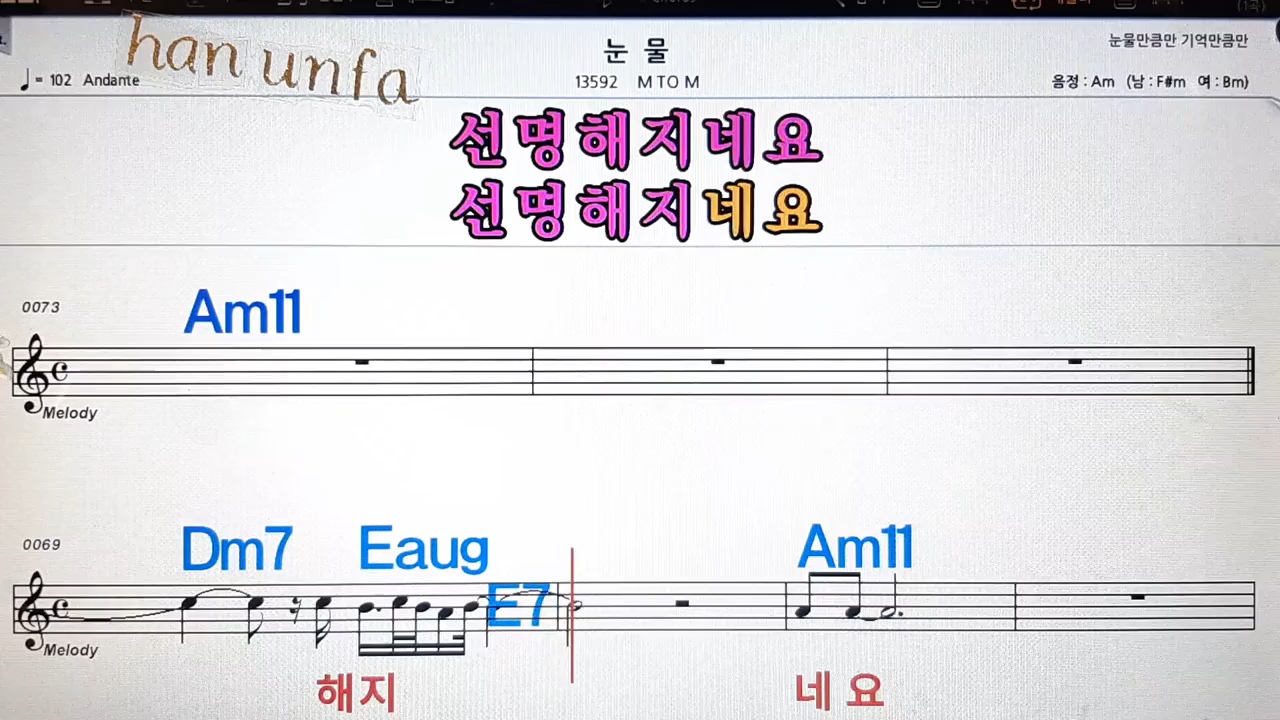 han unfa
눈 물
눈물만큼만 기억만큼만
= 102 Andante
13592 M TO M
음정 : Am (남 : F#m 여 : Bm)
선명해지네요
선명해지네요
0073
Am11
Melody
0069
Dm7 Eaug E7 Am11
Melody
해지 네 요